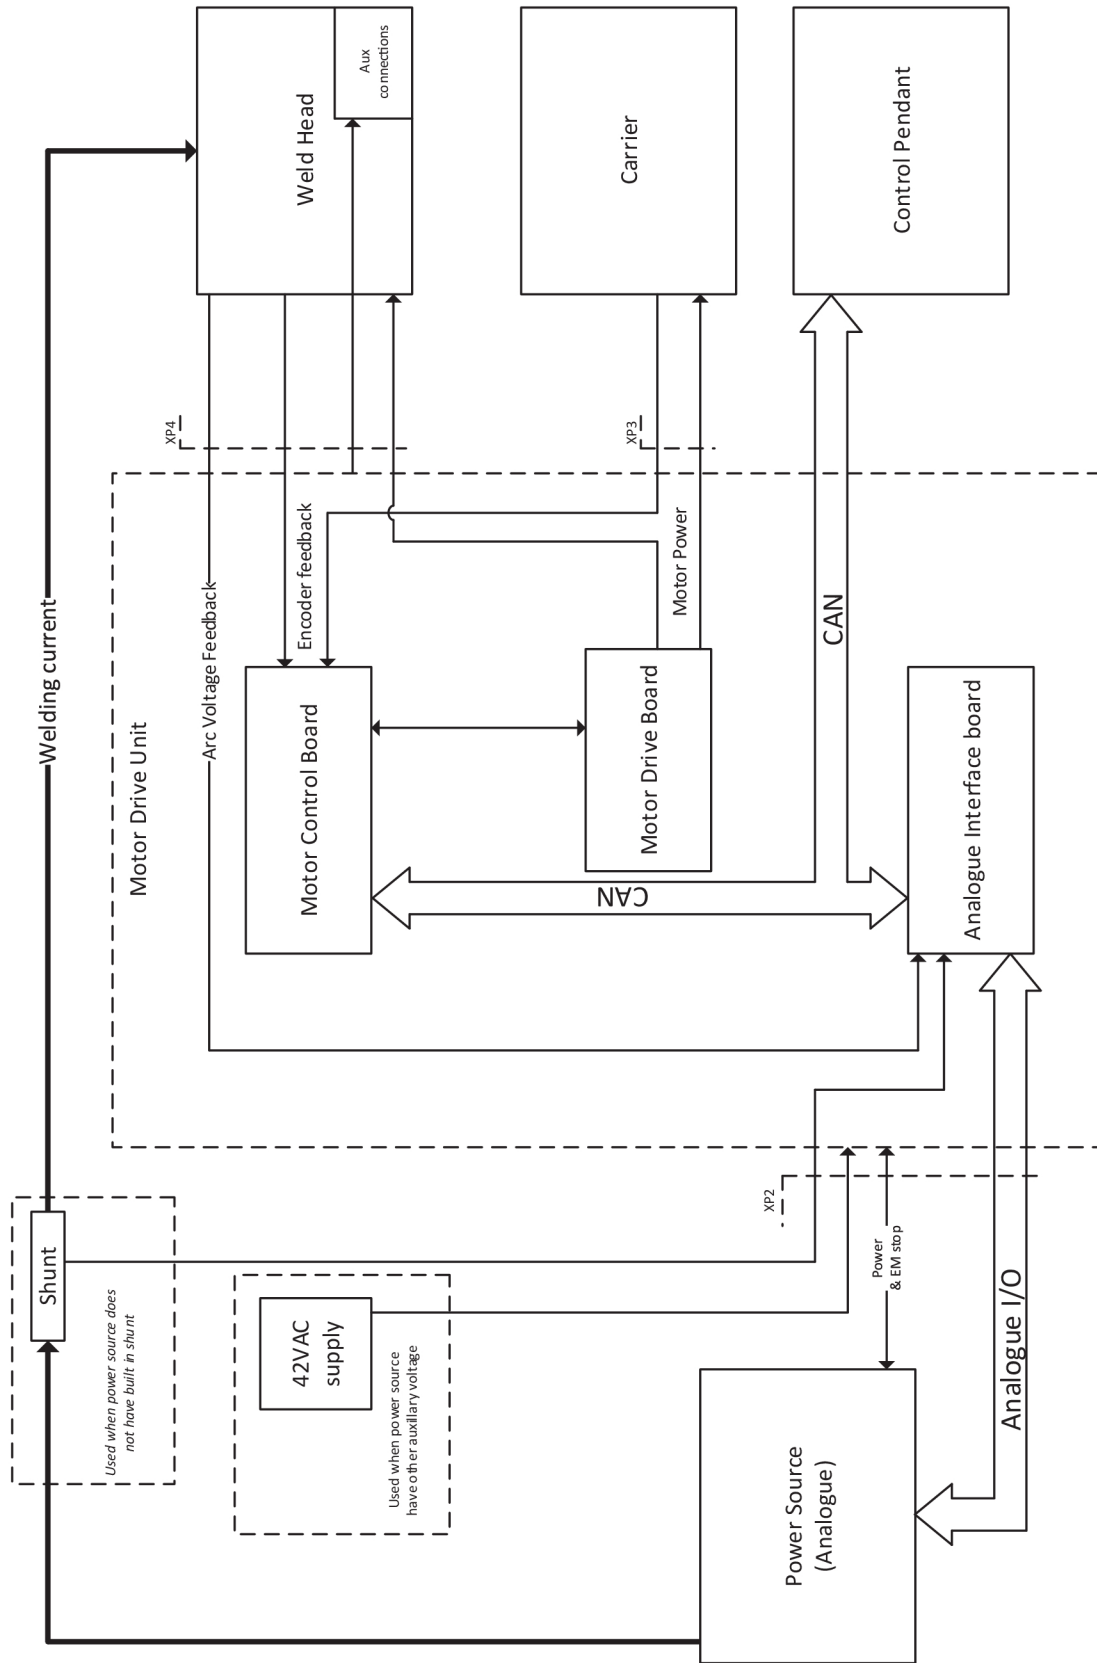 Welding current
Shunt
Used when power source does
not have built in shunt
42VAC
supply
Used when power source
have other auxillary voltage
Power Source
(Analogue)
Power
& EM stop
Analogue I/O
XP2
Motor Drive Unit
Arc Voltage Feedback
Motor Control Board
Encoder feedback
Motor Drive Board
Motor Power
CAN
CAN
Analogue Interface board
XP4
XP3
Weld Head
Aux
connections
Carrier
Control Pendant